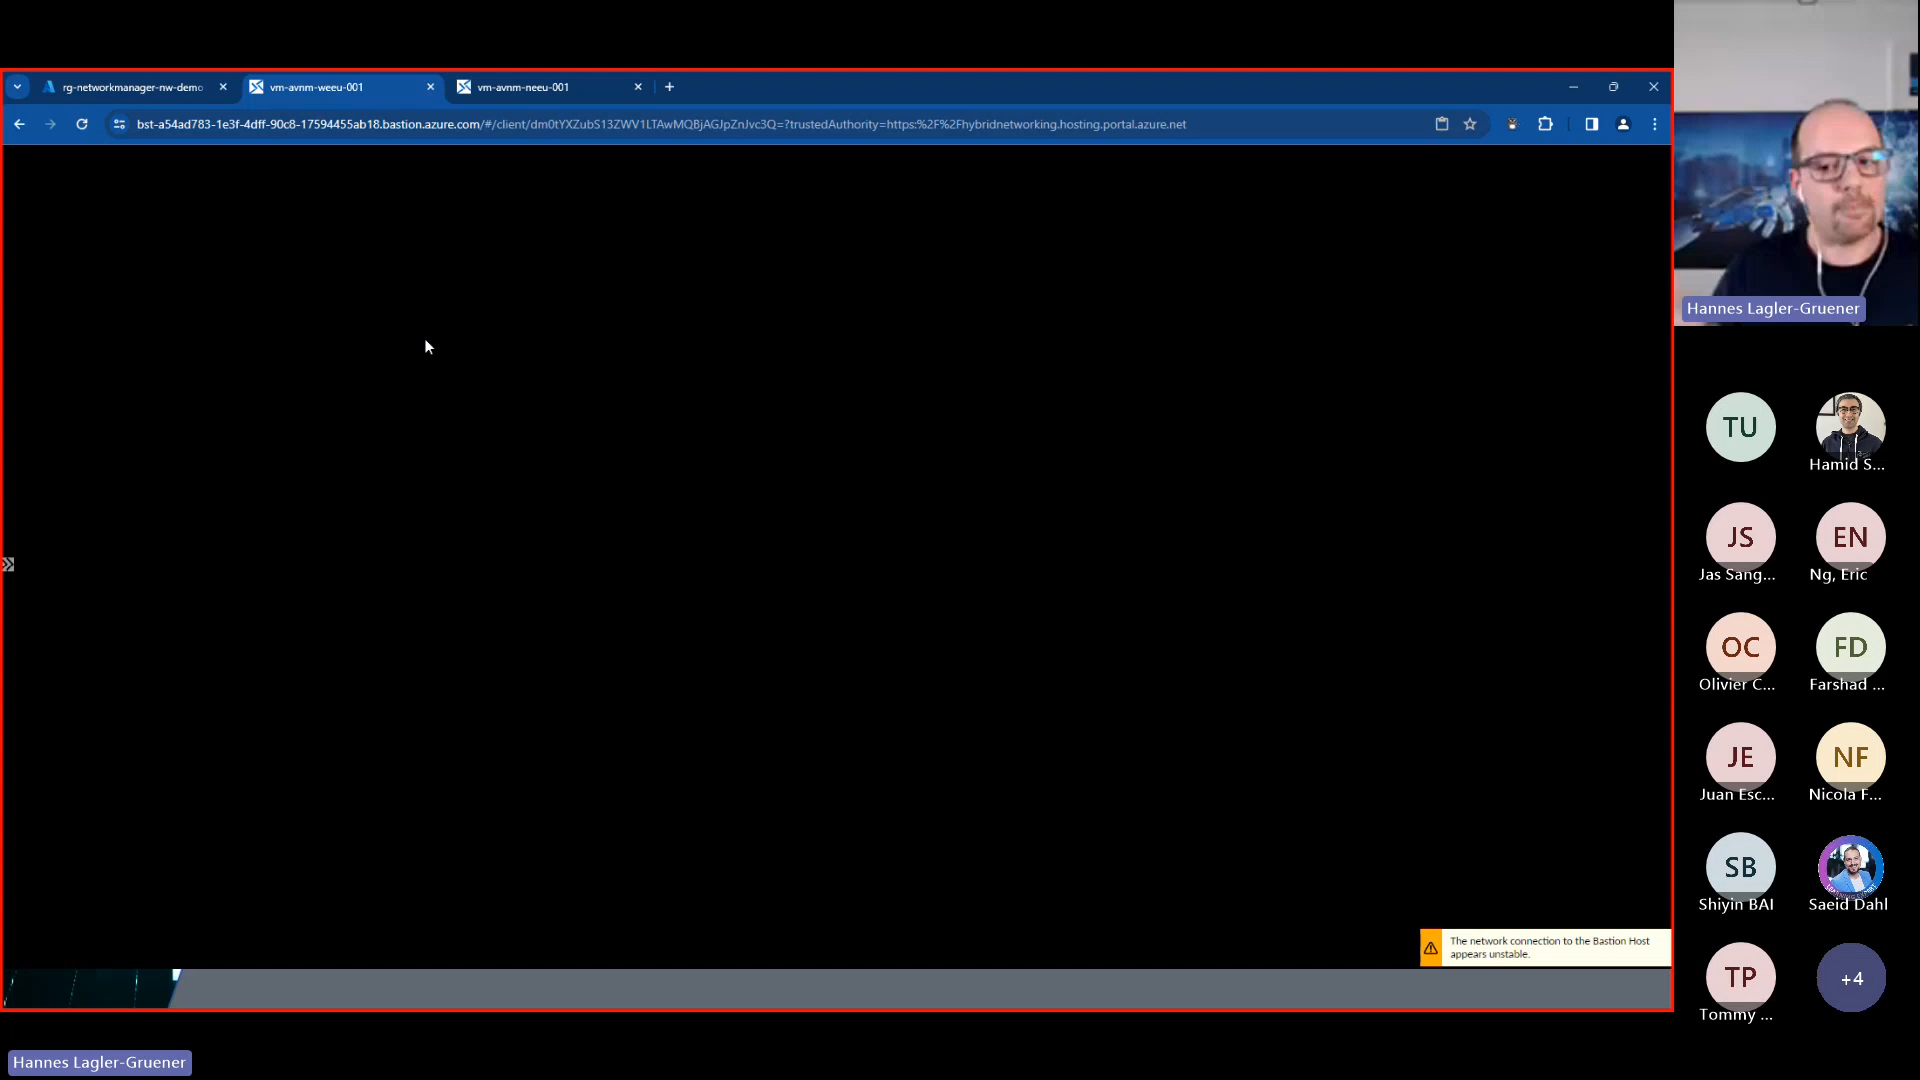 rg-networkmanager-nw-demo
vm-avnm-weeu-001
vm-avnm-neeu-001
bst-a54ad783-1e3f-4dff-90c8-17594455ab18.bastion.azure.com/#/client/dm0tYXZubS13ZWV1LTAwMQBjAGJpZnJvc3Q=?trustedAuthority=https:%2F%2Fhybridnetworking.hosting.portal.azure.net
The network connection to the Bastion Host
appears unstable.
Hannes Lagler-Gruener
TU
Hamid S...
JS
EN
Jas Sang...
Ng, Eric
OC
FD
Olivier C...
Farshad ...
JE
NF
Juan Esc...
Nicola F...
SB
Shiyin BAI
Saeid Dahl
TP
+4
Tommy ...
Hannes Lagler-Gruener